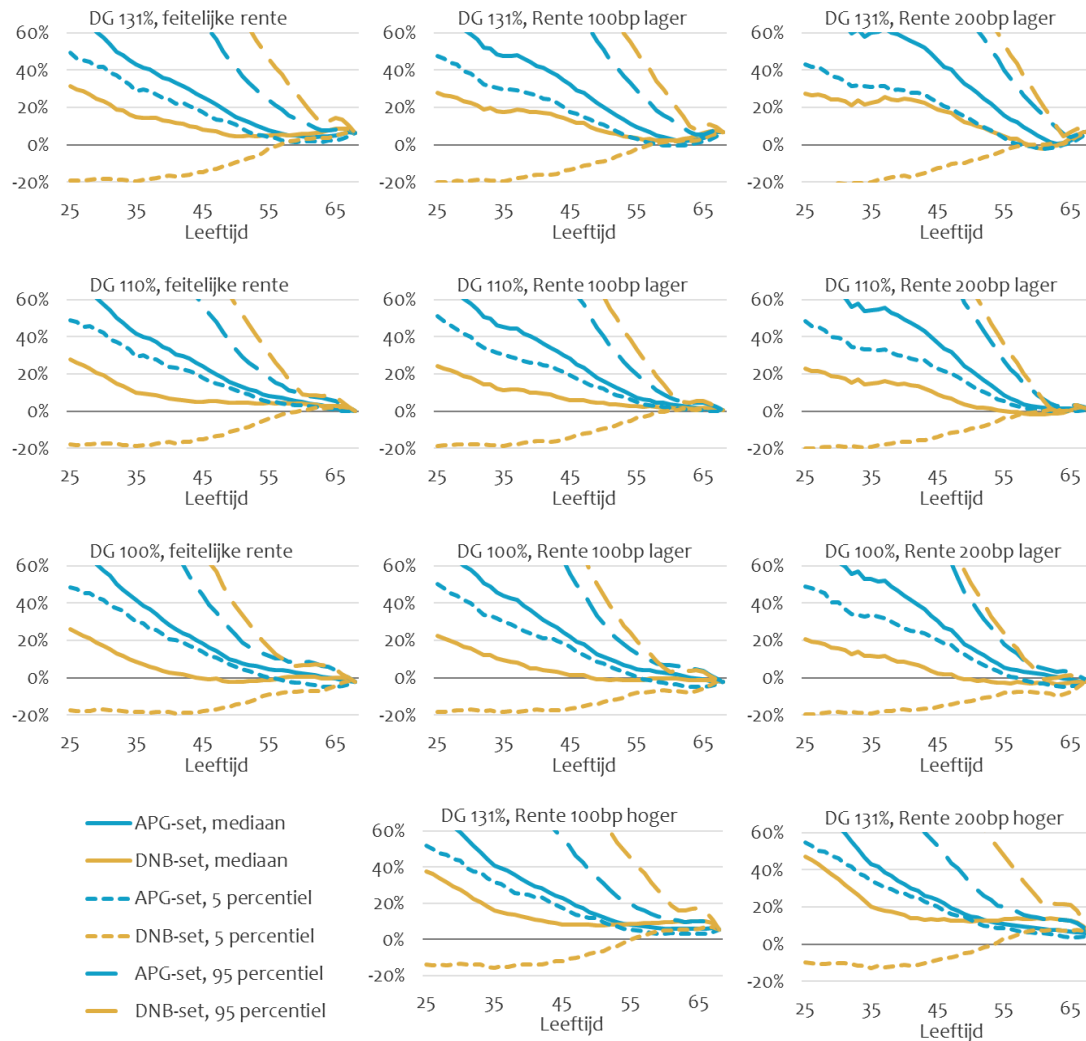 DG 131%, feitelijke rente
60%
40%
20%
0%
-20%
25 35 45 55 65
Leeftijd
DG 131%, Rente 100bp lager
60%
40%
20%
0%
-20%
25 35 45 55 65
Leeftijd
DG 131%, Rente 200bp lager
60%
40%
20%
0%
-20%
25 35 45 55 65
Leeftijd
DG 110%, feitelijke rente
60%
40%
20%
0%
-20%
25 35 45 55 65
Leeftijd
DG 110%, Rente 100bp lager
60%
40%
20%
0%
-20%
25 35 45 55 65
Leeftijd
DG 110%, Rente 200bp lager
60%
40%
20%
0%
-20%
25 35 45 55 65
Leeftijd
DG 100%, feitelijke rente
60%
40%
20%
0%
-20%
25 35 45 55 65
Leeftijd
DG 100%, Rente 100bp lager
60%
40%
20%
0%
-20%
25 35 45 55 65
Leeftijd
DG 100%, Rente 200bp lager
60%
40%
20%
0%
-20%
25 35 45 55 65
Leeftijd
APG-set, mediaan
DNB-set, mediaan
APG-set, 5 percentiel
DNB-set, 5 percentiel
APG-set, 95 percentiel
DNB-set, 95 percentiel
DG 131%, Rente 100bp hoger
60%
40%
20%
0%
-20%
25 35 45 55 65
Leeftijd
DG 131%, Rente 200bp hoger
60%
40%
20%
0%
-20%
25 35 45 55 65
Leeftijd